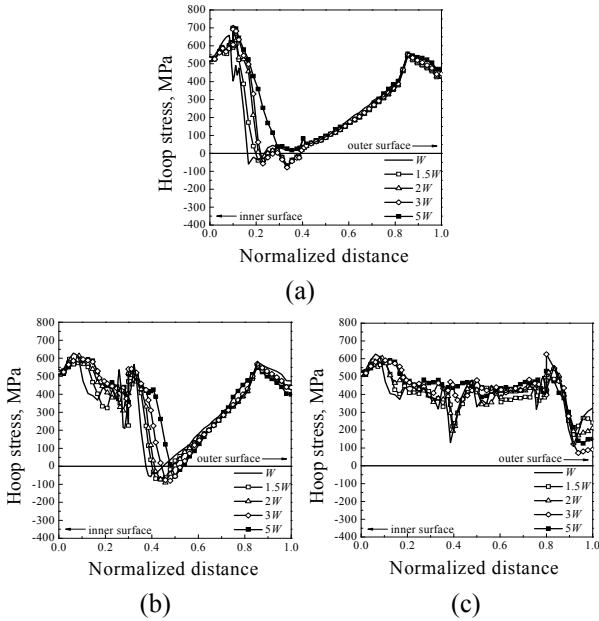 800
700
600
500
400
300
200
100
0
-100
-200
-300
-400
Hoop stress, MPa
outer surface
W
1.5W
2W
3W
5W
inner surface
0.0 0.2 0.4 0.6 0.8 1.0
Normalized distance
(a)
800
700
600
500
400
300
200
100
0
-100
-200
-300
-400
Hoop stress, MPa
outer surface
W
1.5W
2W
3W
5W
inner surface
0.0 0.2 0.4 0.6 0.8 1.0
Normalized distance
(b)
800
700
600
500
400
300
200
100
0
-100
-200
-300
-400
Hoop stress, MPa
outer surface
W
1.5W
2W
3W
5W
inner surface
0.0 0.2 0.4 0.6 0.8 1.0
Normalized distance
(c)